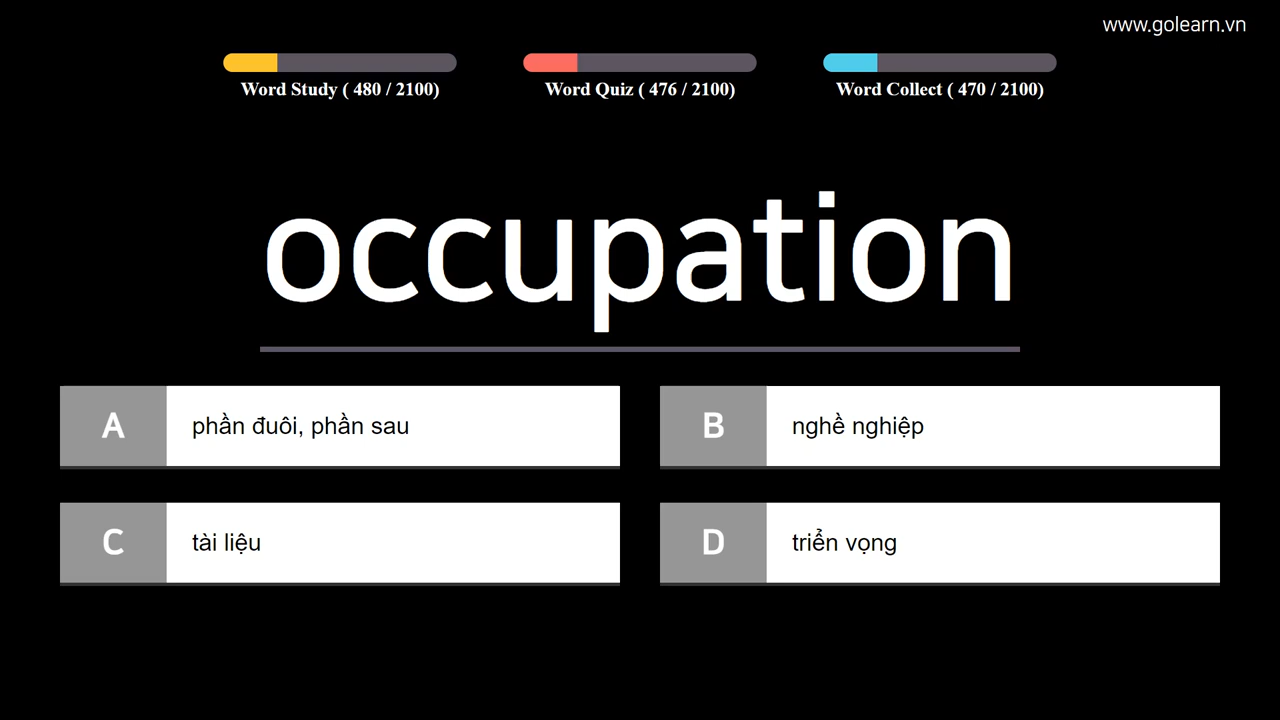 www.golearn.vn
Word Study ( 480 / 2100)
Word Quiz ( 476 / 2100)
Word Collect ( 470 / 2100)
occupation
A phần đuôi, phần sau
B nghề nghiệp
C tài liệu
D triển vọng